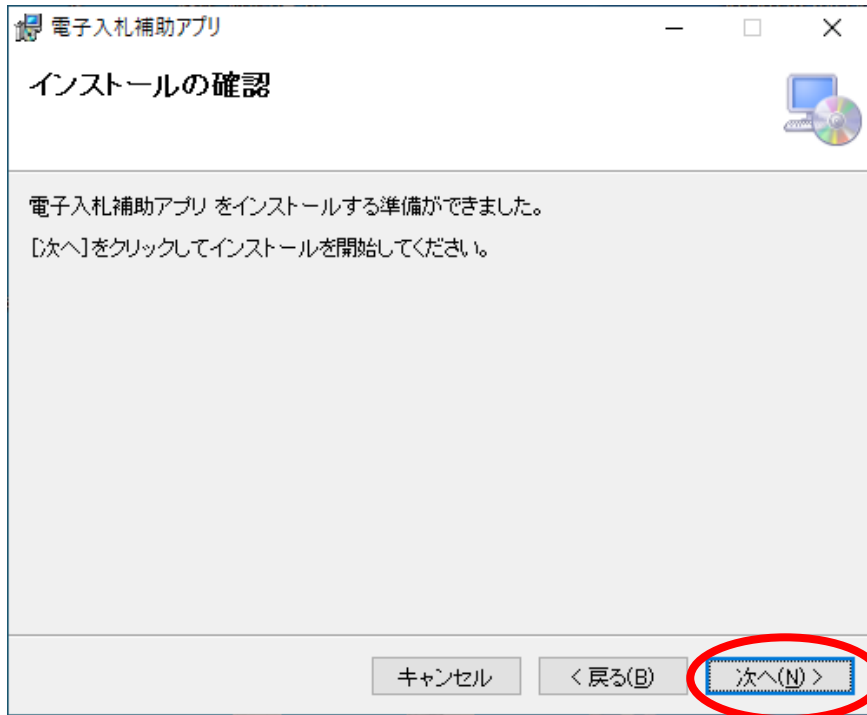 電子入札補助アプリ
インストールの確認
電子入札補助アプリ をインストールする準備ができました。
[次へ]をクリックしてインストールを開始してください。
キャンセル
< 戻る(B)
次へ(N) >